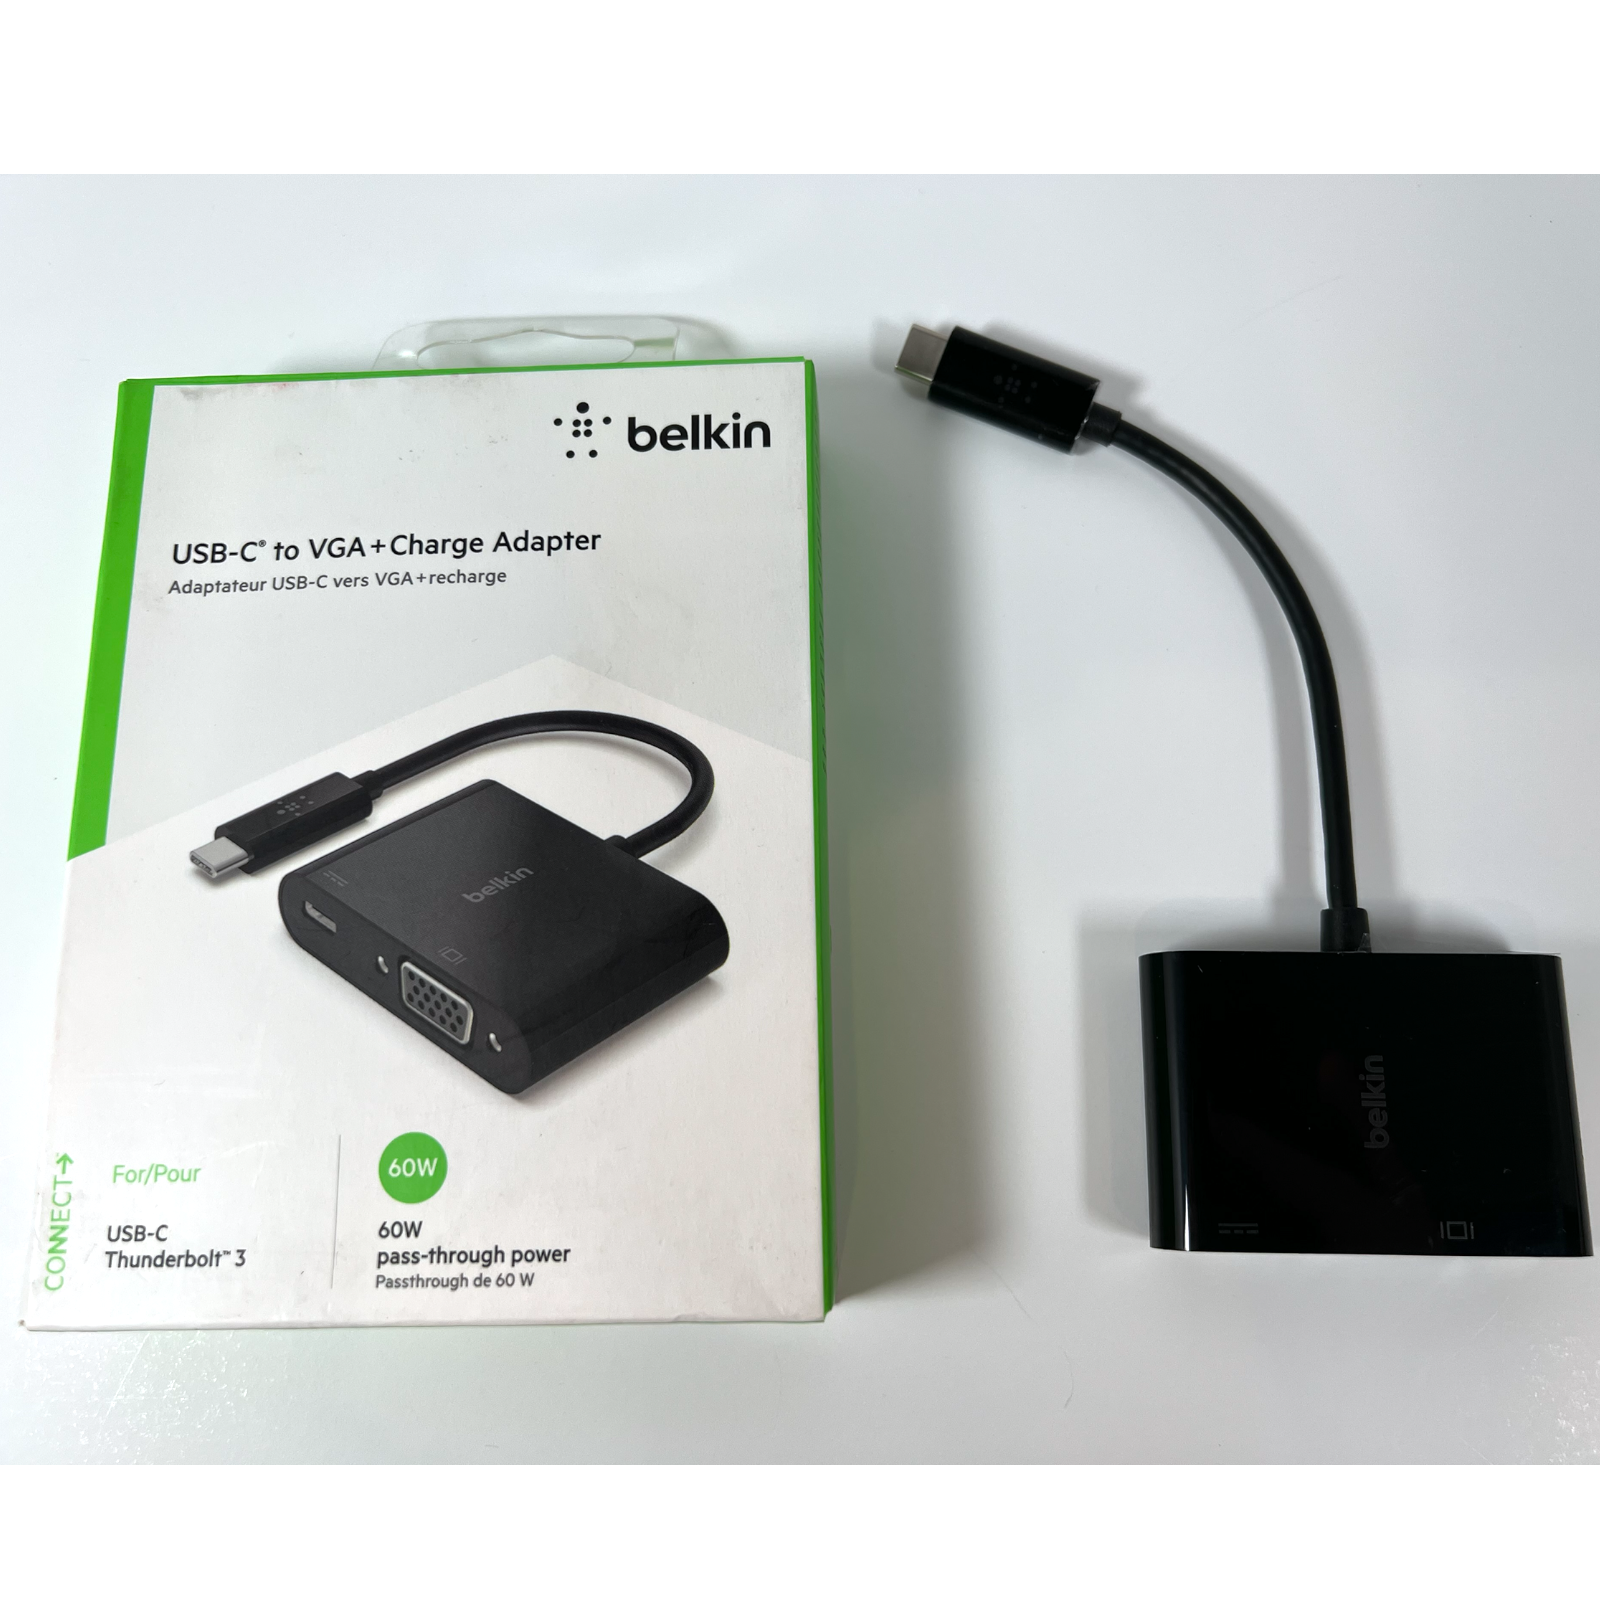 belkin
USB-C® to VGA+Charge Adapter
Adaptateur USB-C vers VGA+recharge
belkin
CONNECT→
For/Pour
USB-C
Thunderbolt™ 3
60W
60W
pass-through power
Passthrough de 60 W
belkin